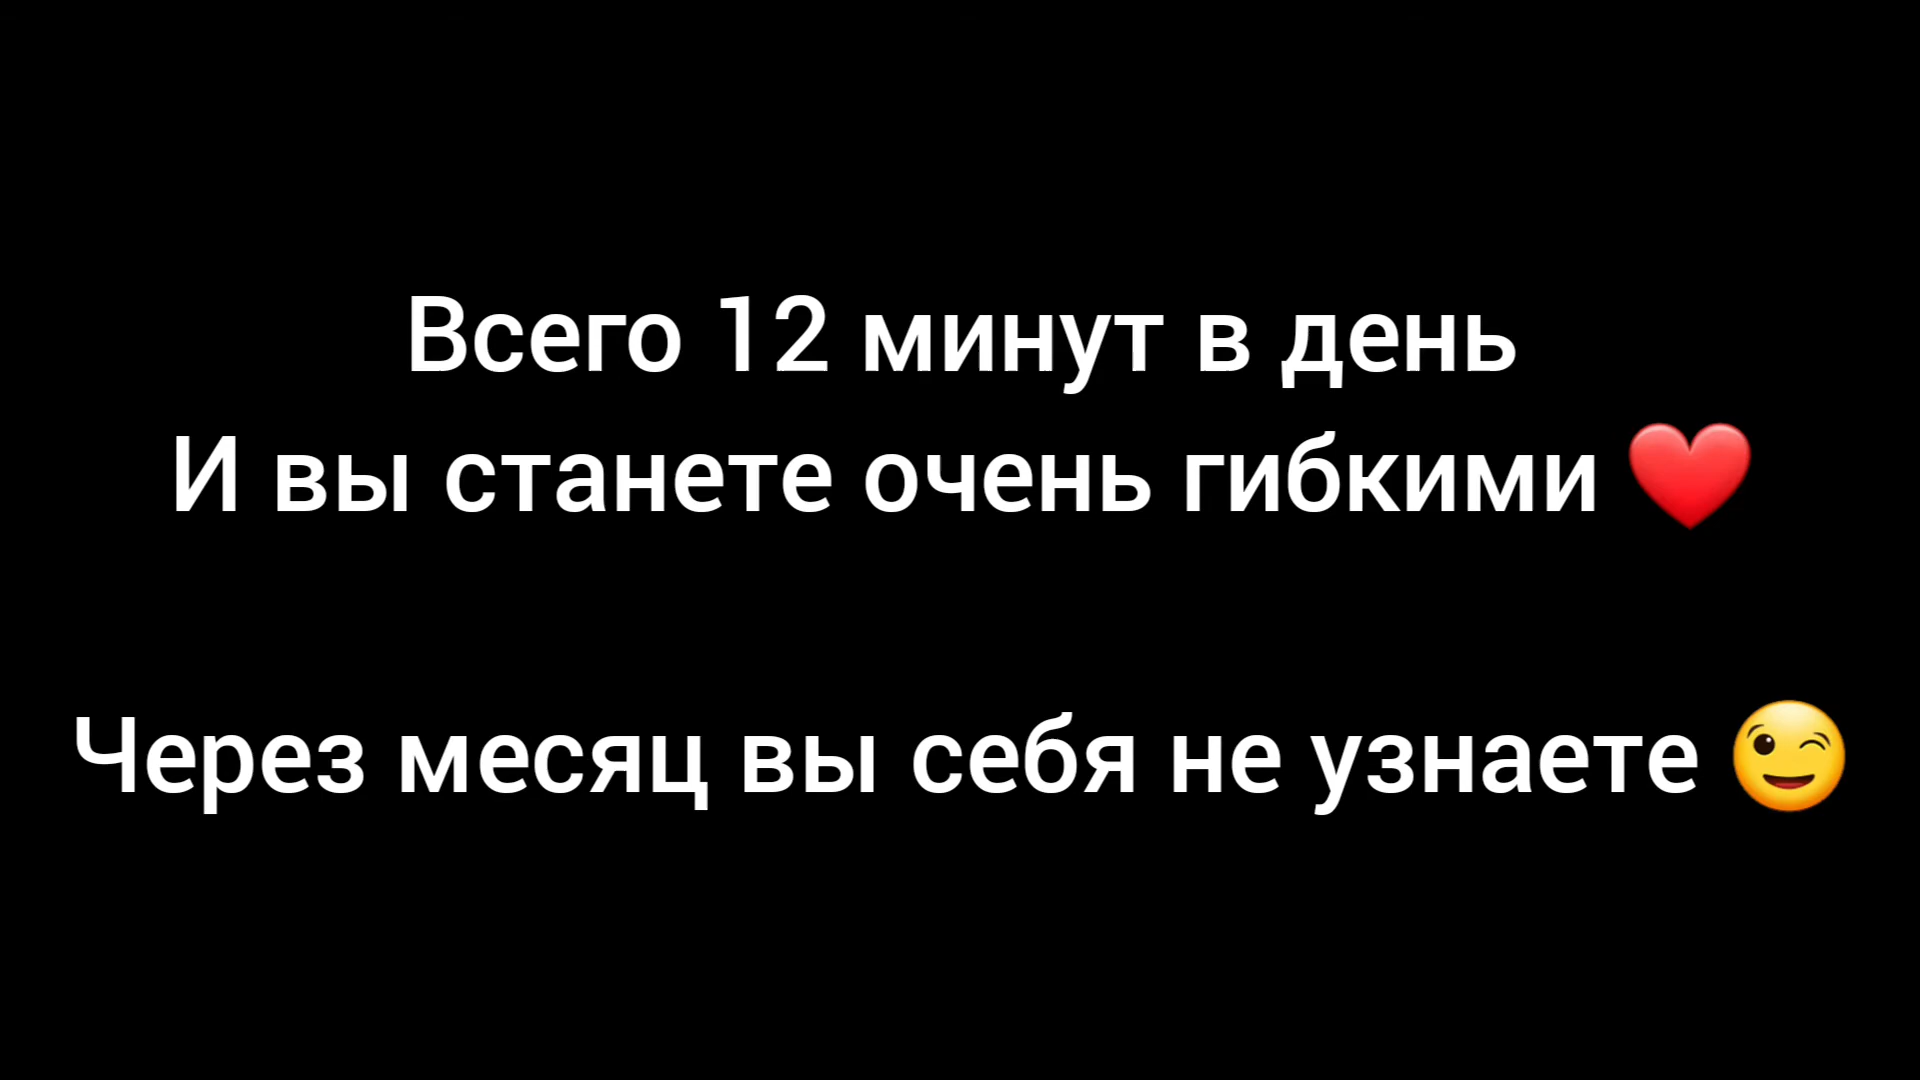 Всего 12 минут в день
И вы станете очень гибкими ❤️
Через месяц вы себя не узнаете 😉